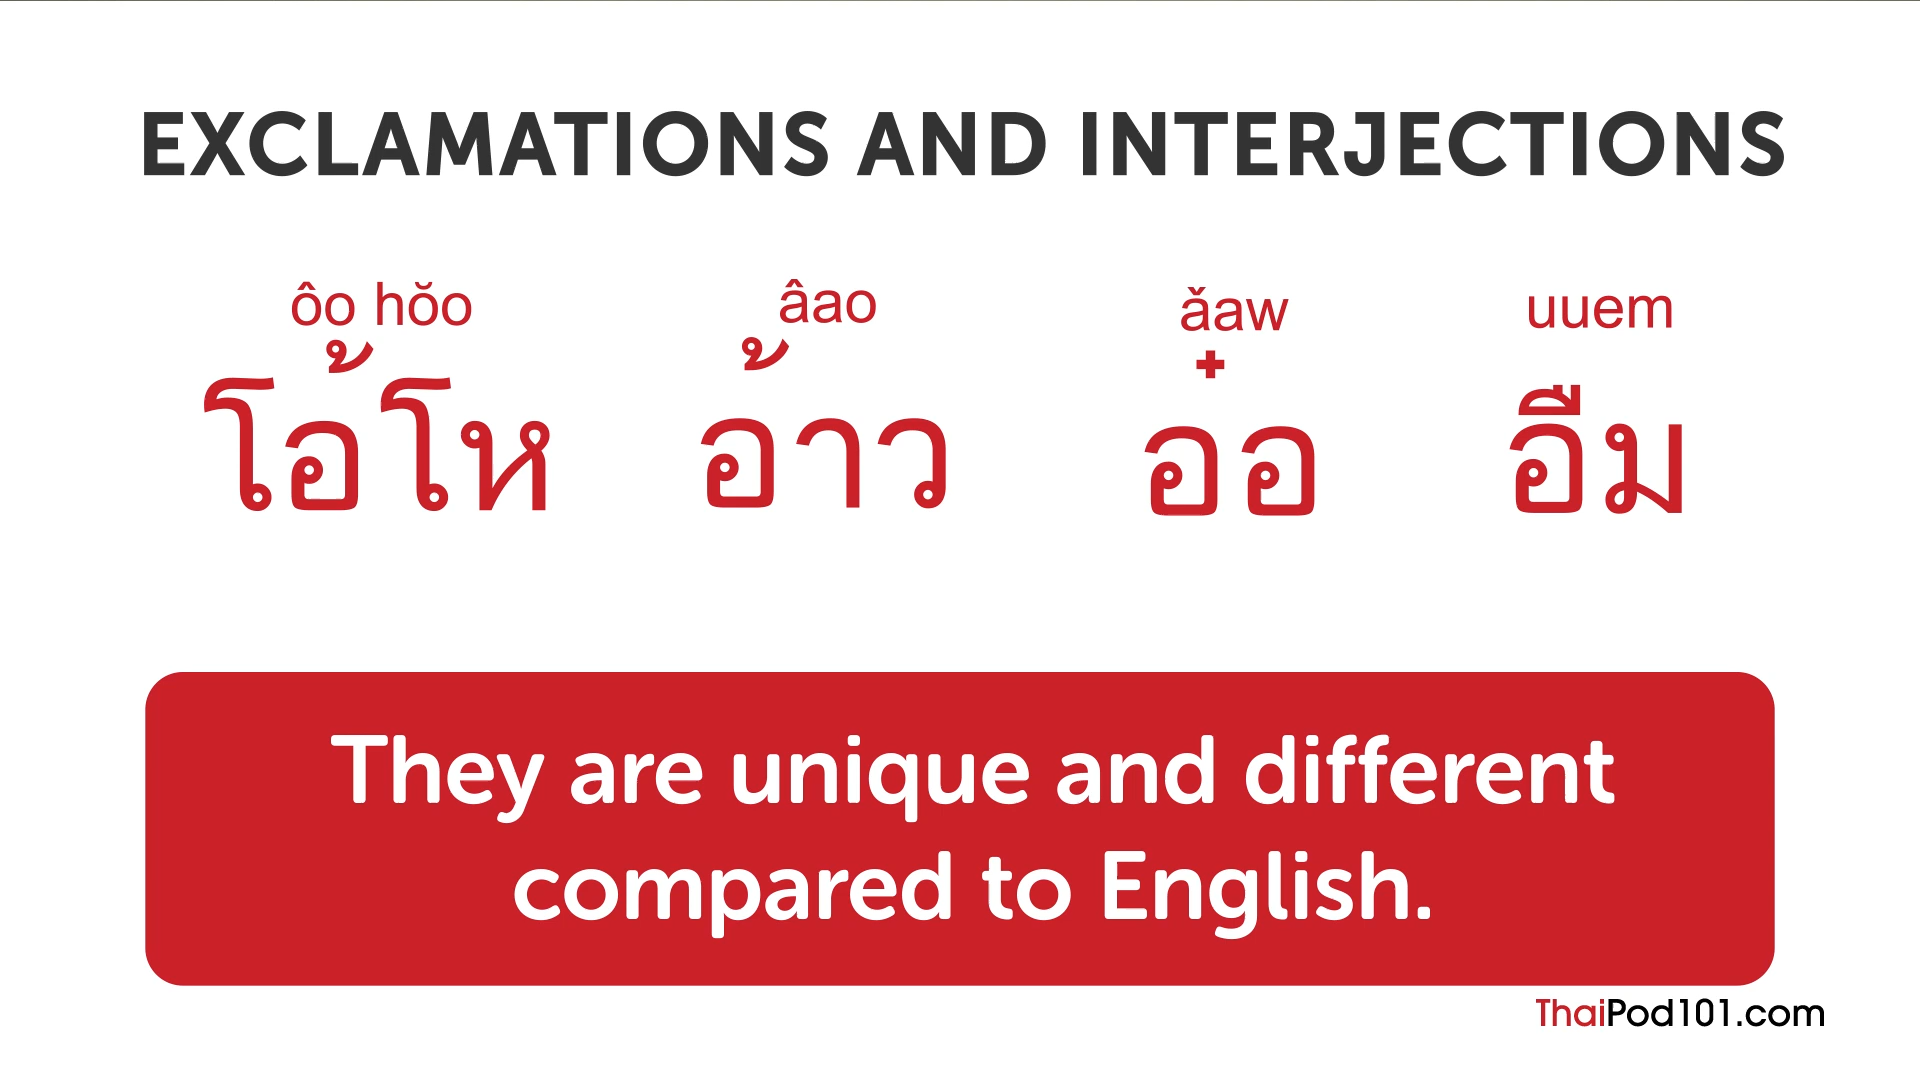 EXCLAMATIONS AND INTERJECTIONS
ôo hŏo âao ǎaw uuem
โอ้โห อ้าว อ๋อ อืม
They are unique and different
compared to English.
ThaiPod101.com